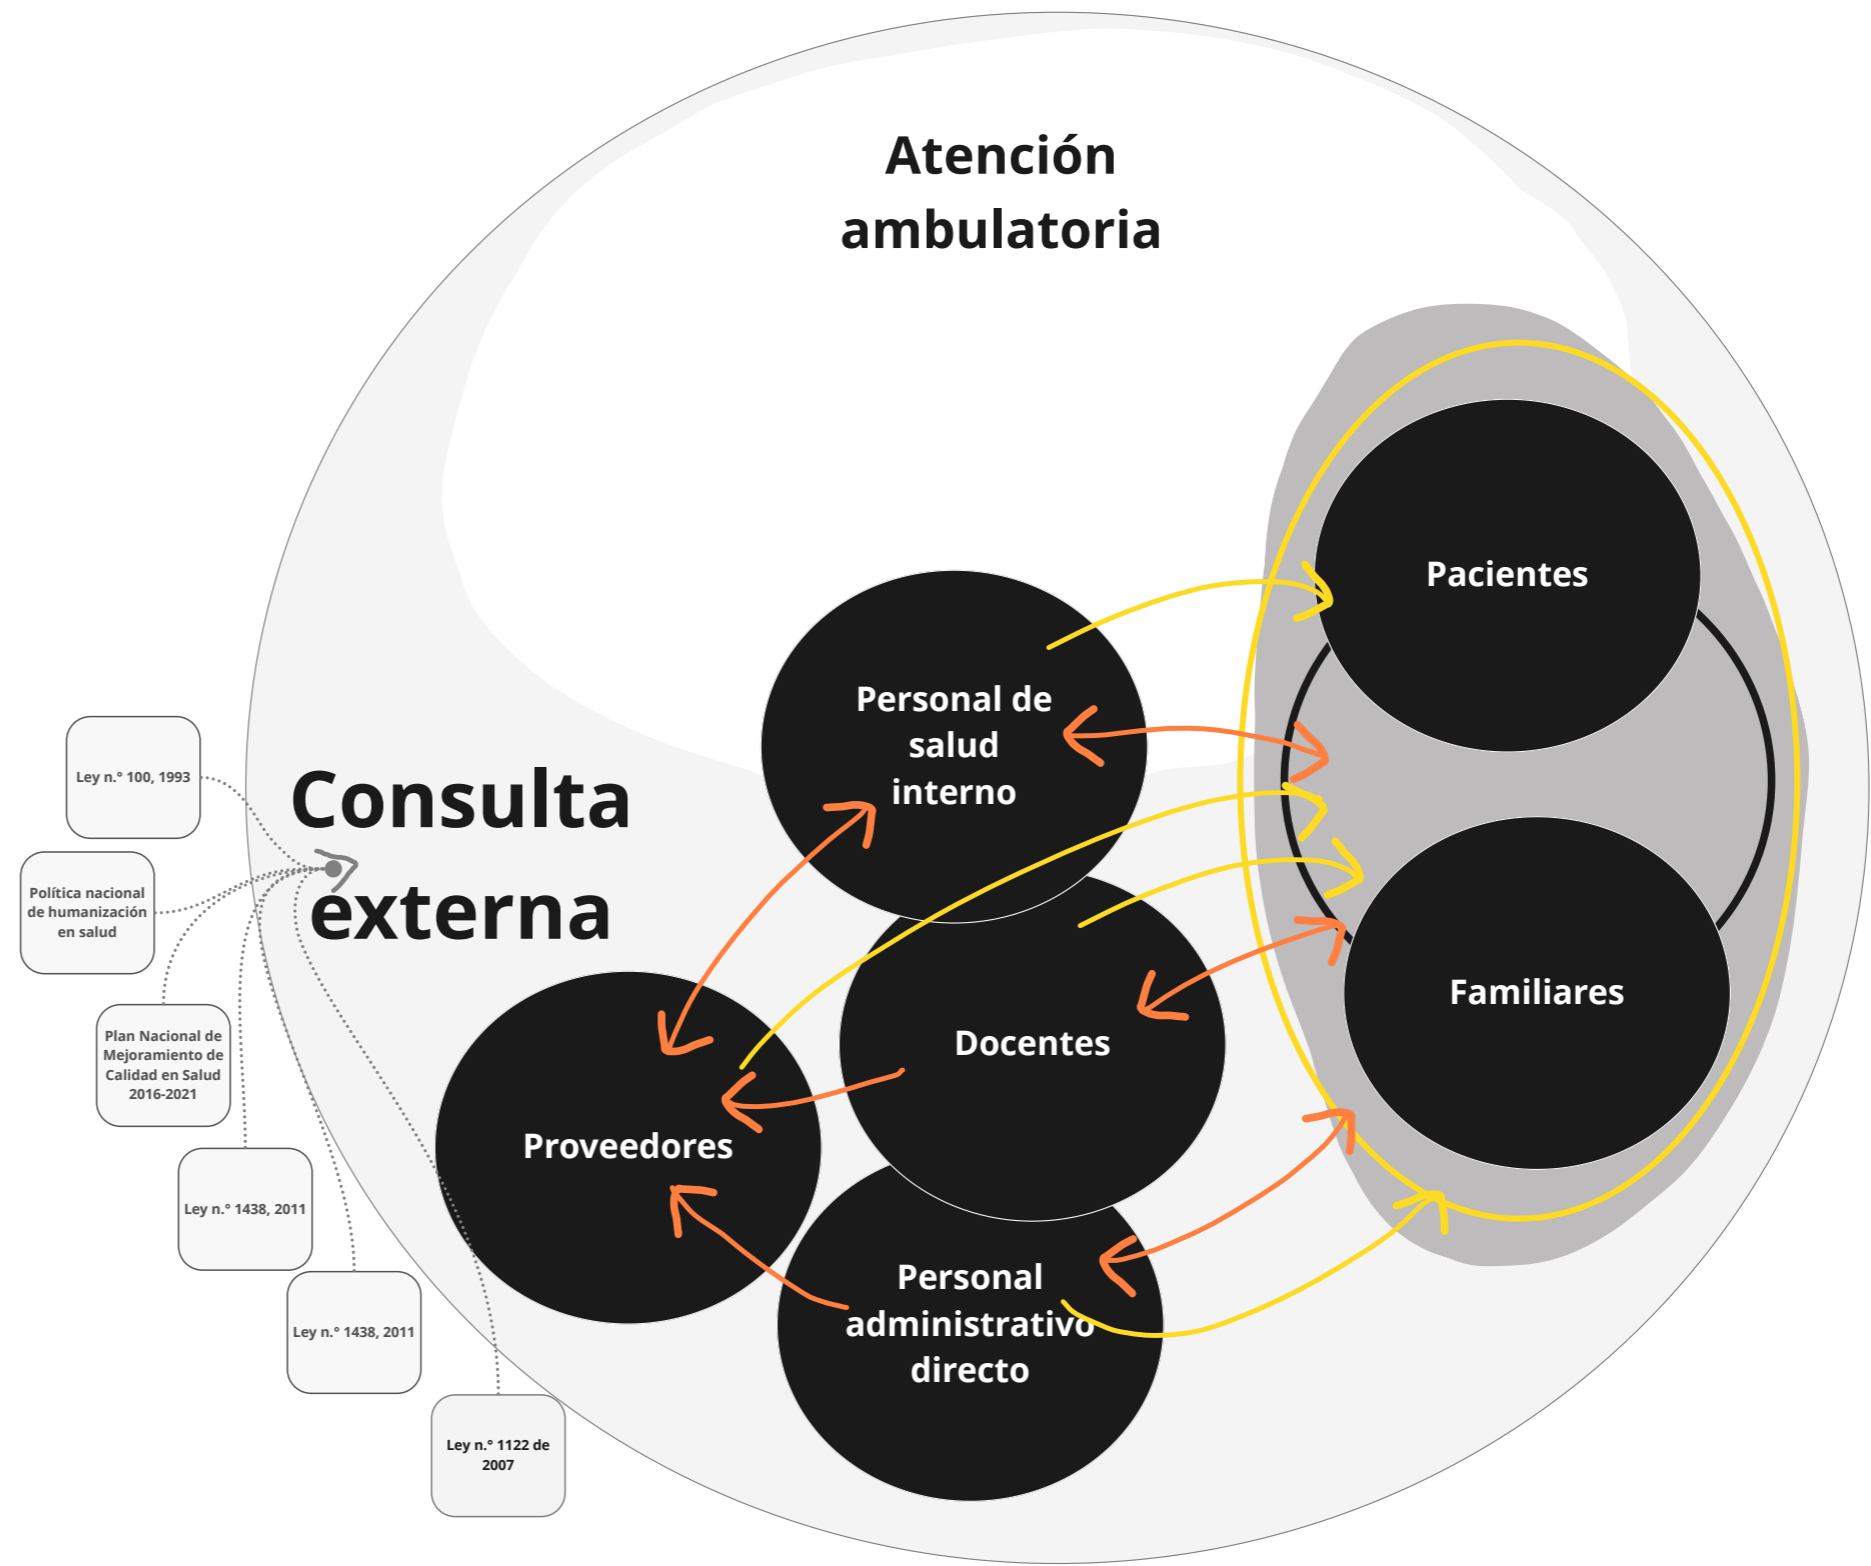 Atención
ambulatoria
Pacientes
Personal de
salud
interno
Consulta
externa
Ley n.° 100, 1993
Política nacional
de humanización
en salud
Familiares
Docentes
Plan Nacional de
Mejoramiento de
Calidad en Salud
2016-2021
Proveedores
Ley n.° 1438, 2011
Personal
administrativo
directo
Ley n.° 1438, 2011
Ley n.° 1122 de
2007